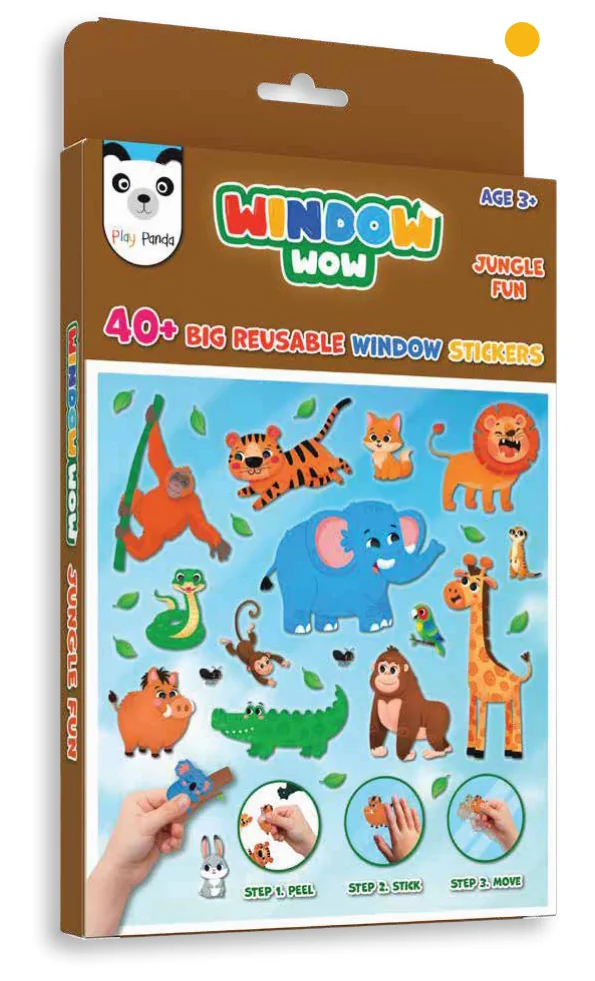 Play Panda
WINDOW
WOW
AGE 3+
JUNGLE
FUN
40+ BIG REUSABLE WINDOW STICKERS
WINDOW WOW JUNGLE FUN
STEP 1. PEEL
STEP 2. STICK
STEP 3. MOVE